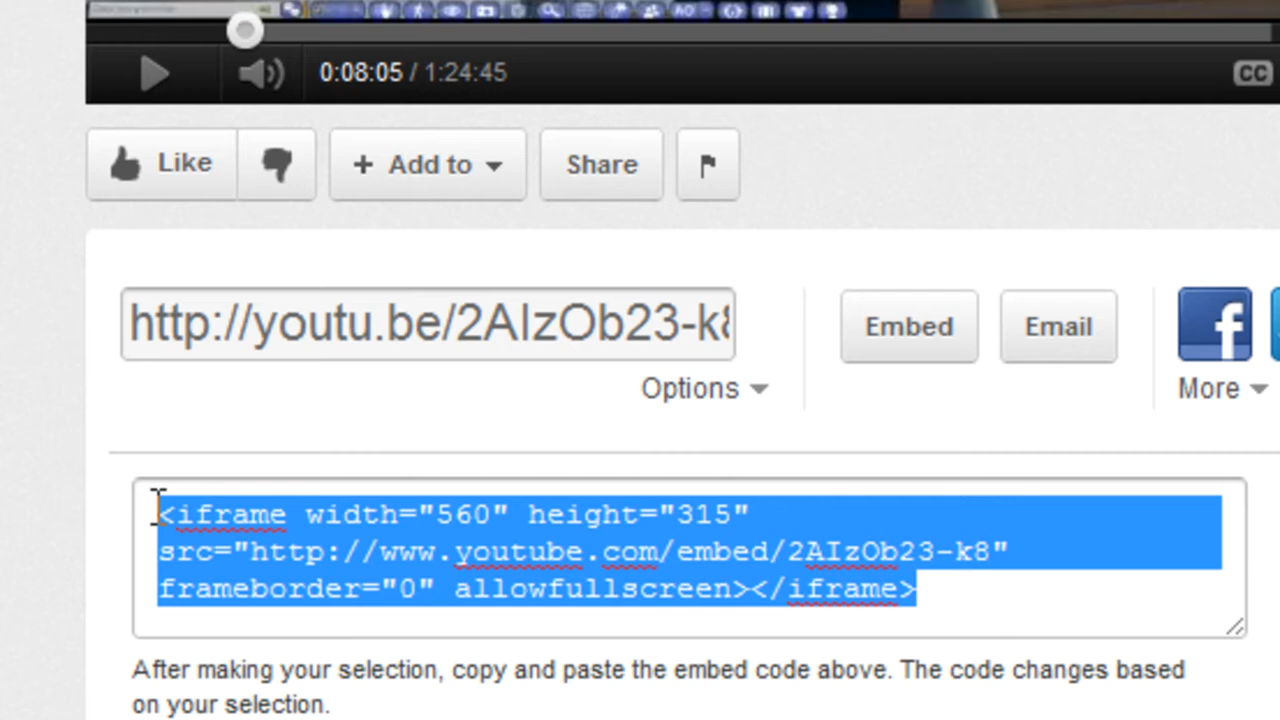 0:08:05 / 1:24:45
CC
Like
+ Add to
Share
http://youtu.be/2AIzOb23-k8
Embed
Email
f
Options
More
<iframe width="560" height="315"
src="http://www.youtube.com/embed/2AIzOb23-k8"
frameborder="0" allowfullscreen></iframe>
After making your selection, copy and paste the embed code above. The code changes based
on your selection.